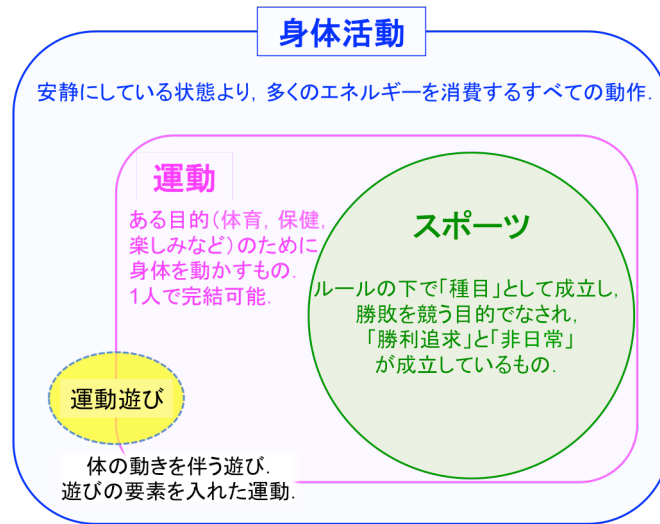 身体活動
安静にしている状態より, 多くのエネルギーを消費するすべての動作.
運動
ある目的(体育, 保健,
楽しみなど)のために
身体を動かすもの.
1人で完結可能.
スポーツ
ルールの下で「種目」として成立し,
勝敗を競う目的でなされ,
「勝利追求」と「非日常」
が成立しているもの.
運動遊び
体の動きを伴う遊び.
遊びの要素を入れた運動.